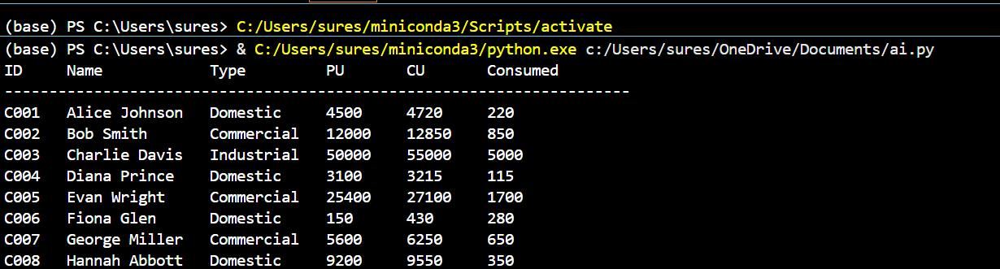 (base) PS C:\Users\sures> C:/Users/sures/miniconda3/Scripts/activate
(base) PS C:\Users\sures> & C:/Users/sures/miniconda3/python.exe c:/Users/sures/OneDrive/Documents/ai.py
ID   Name            Type         PU       CU       Consumed
----------------------------------------------------------------------
C001   Alice Johnson   Domestic     4500     4720     220
C002   Bob Smith       Commercial   12000    12850    850
C003   Charlie Davis   Industrial   50000    55000    5000
C004   Diana Prince    Domestic     3100     3215     115
C005   Evan Wright     Commercial   25400    27100    1700
C006   Fiona Glen      Domestic     150      430      280
C007   George Miller   Commercial   5600     6250     650
C008   Hannah Abbott   Domestic     9200     9550     350